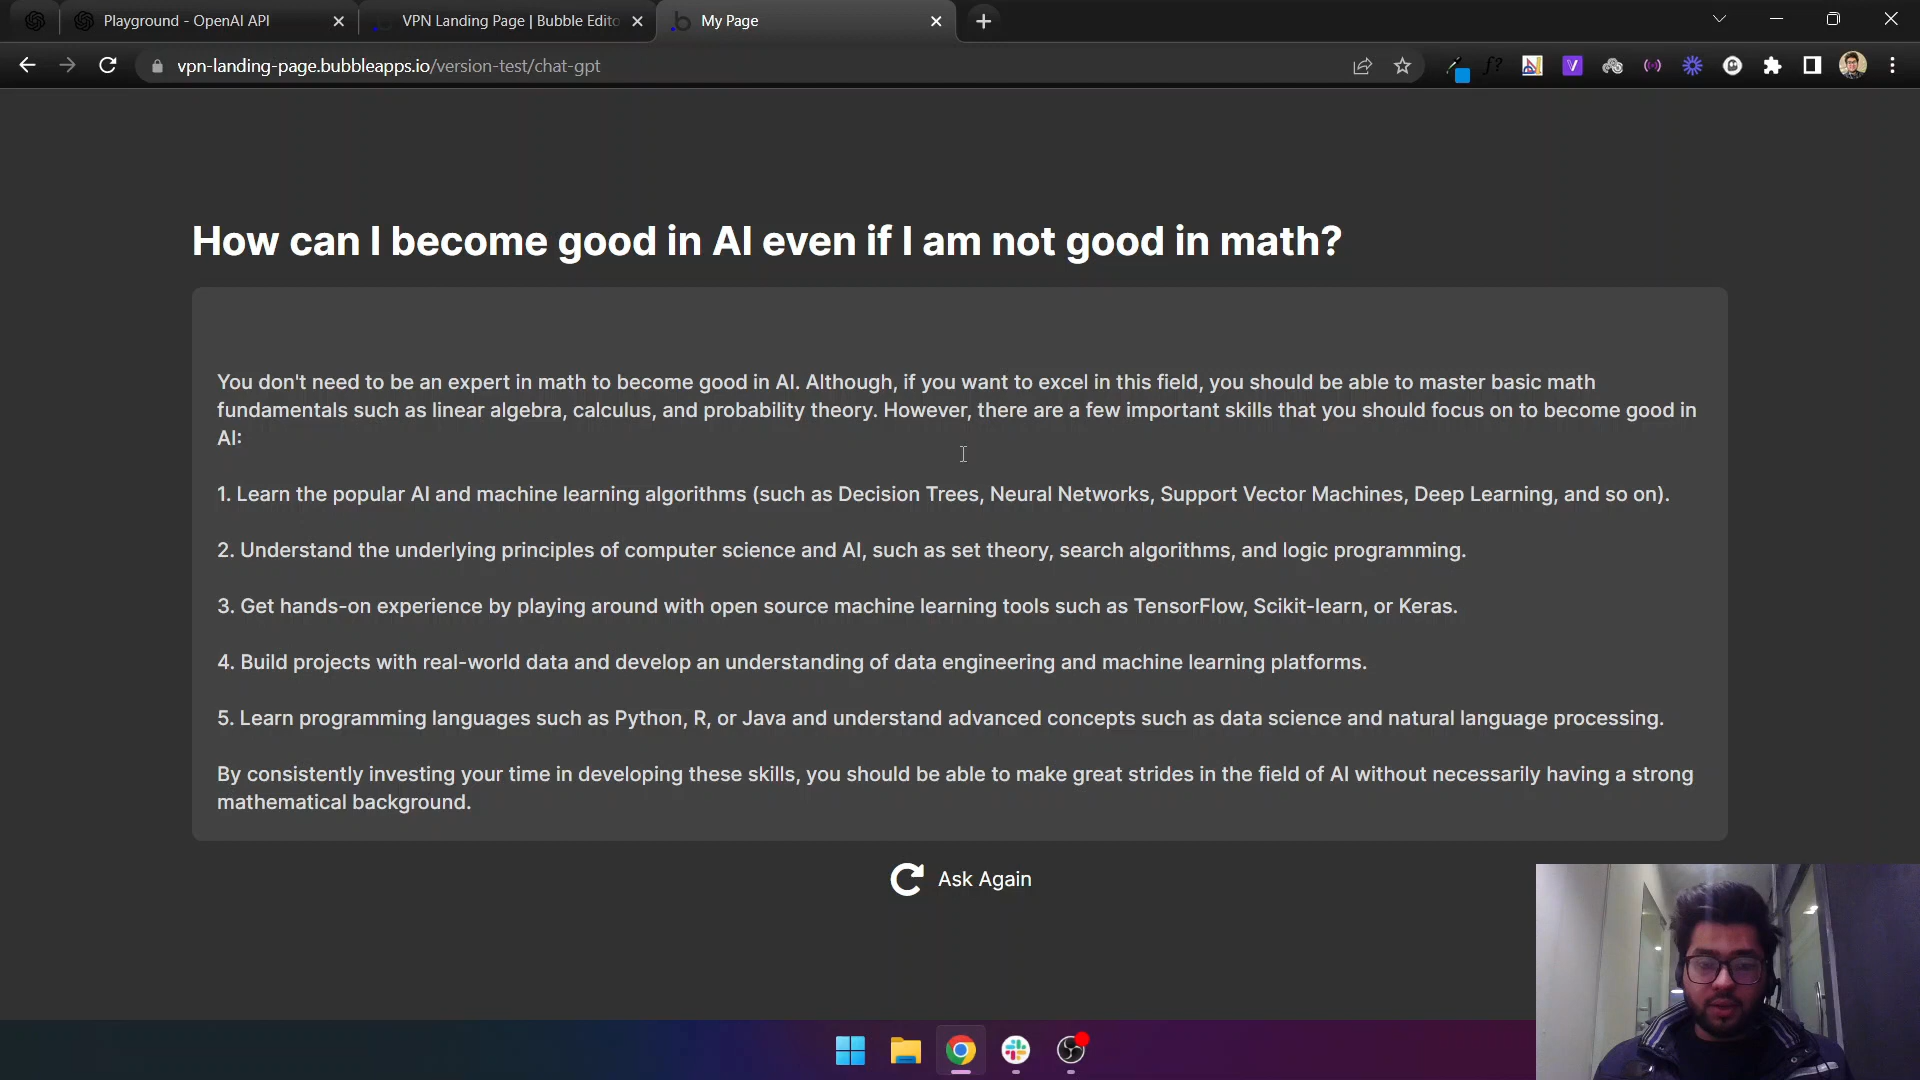 Playground - OpenAI API
VPN Landing Page | Bubble Edito
My Page
vpn-landing-page.bubbleapps.io/version-test/chat-gpt
How can I become good in AI even if I am not good in math?
You don't need to be an expert in math to become good in AI. Although, if you want to excel in this field, you should be able to master basic math
fundamentals such as linear algebra, calculus, and probability theory. However, there are a few important skills that you should focus on to become good in
AI:
1. Learn the popular AI and machine learning algorithms (such as Decision Trees, Neural Networks, Support Vector Machines, Deep Learning, and so on).
2. Understand the underlying principles of computer science and AI, such as set theory, search algorithms, and logic programming.
3. Get hands-on experience by playing around with open source machine learning tools such as TensorFlow, Scikit-learn, or Keras.
4. Build projects with real-world data and develop an understanding of data engineering and machine learning platforms.
5. Learn programming languages such as Python, R, or Java and understand advanced concepts such as data science and natural language processing.
By consistently investing your time in developing these skills, you should be able to make great strides in the field of AI without necessarily having a strong
mathematical background.
Ask Again